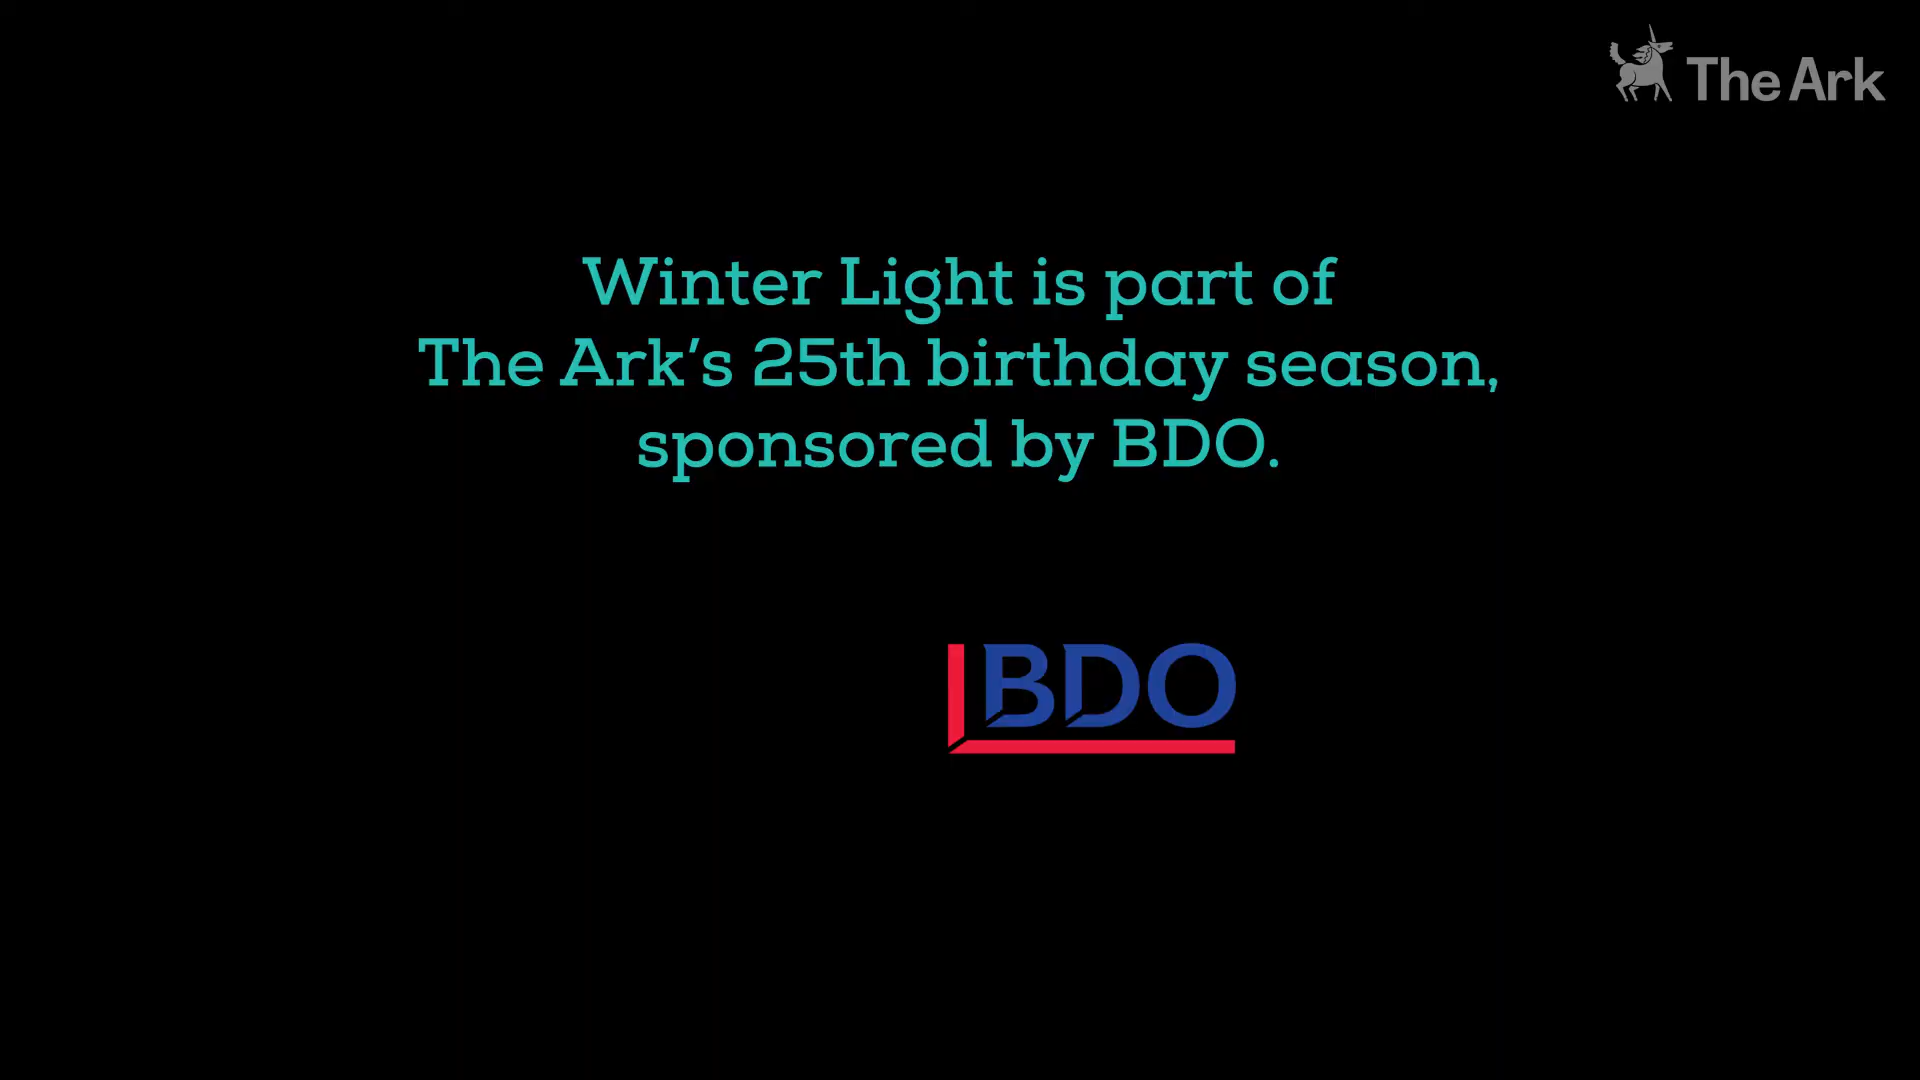 The Ark
Winter Light is part of
The Ark’s 25th birthday season,
sponsored by BDO.
BDO